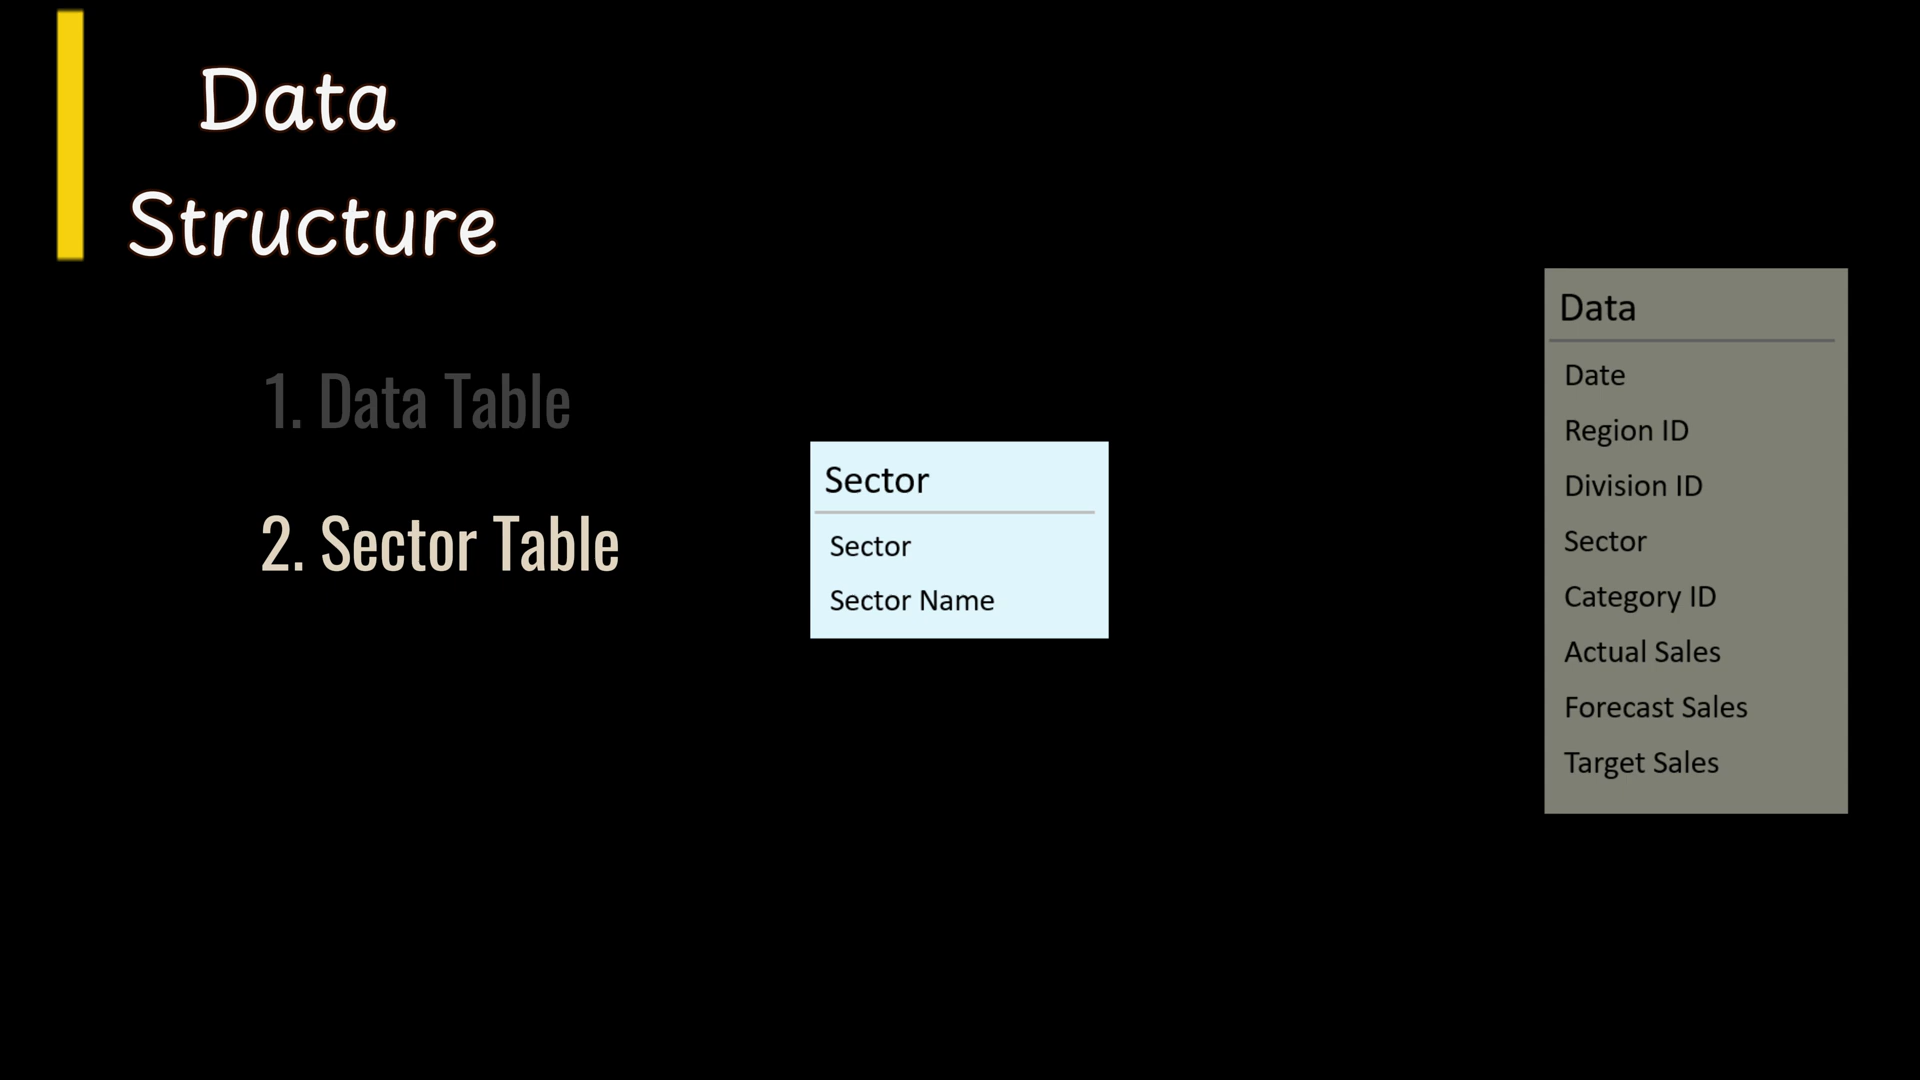 Data
Structure
1. Data Table
2. Sector Table
Sector
Sector
Sector Name
Data
Date
Region ID
Division ID
Sector
Category ID
Actual Sales
Forecast Sales
Target Sales